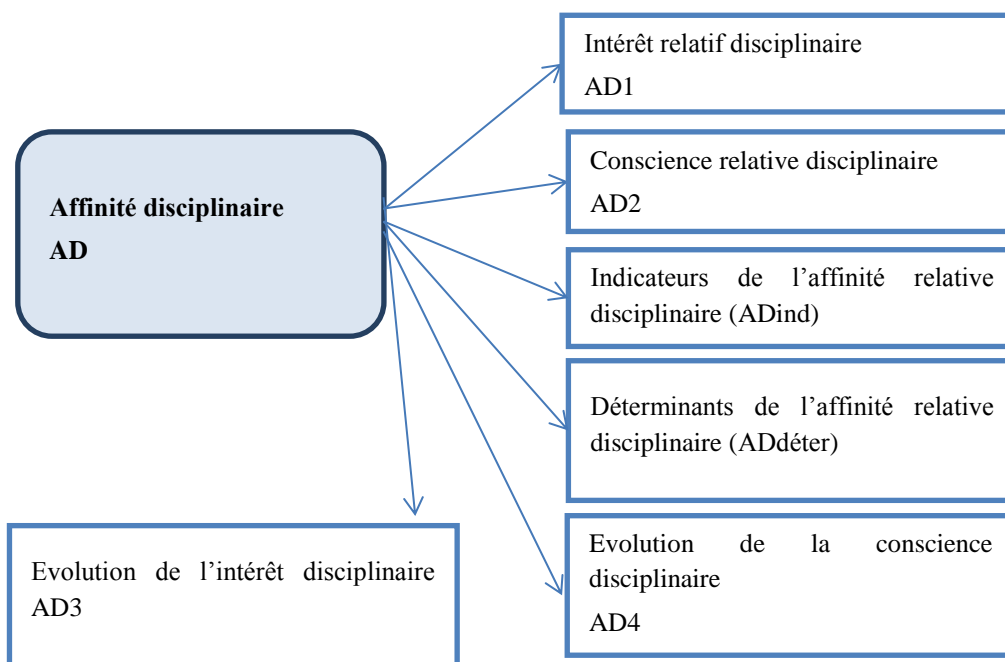 Intérêt relatif disciplinaire
AD1
Conscience relative disciplinaire
AD2
Affinité disciplinaire
AD
Indicateurs de l’affinité relative
disciplinaire (ADind)
Déterminants de l’affinité relative
disciplinaire (ADdéter)
Evolution de l’intérêt disciplinaire
AD3
Evolution de la conscience
disciplinaire
AD4